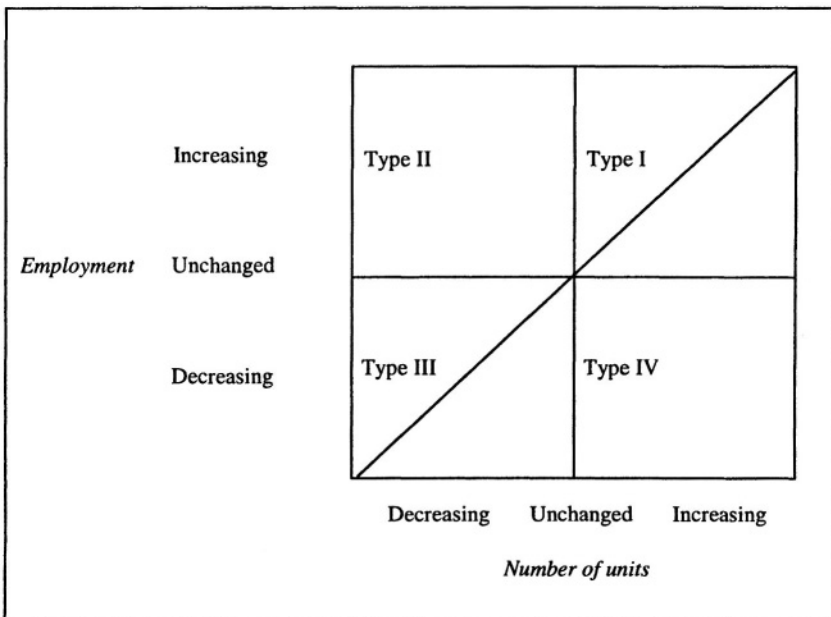 Increasing
Type II
Type I
Employment
Unchanged
Type III
Type IV
Decreasing
Decreasing
Unchanged
Increasing
Number of units